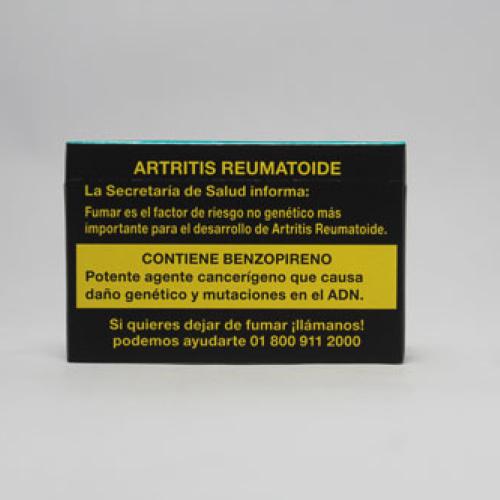 ARTRITIS REUMATOIDE
La Secretaría de Salud informa:
Fumar es el factor de riesgo no genético más
importante para el desarrollo de Artritis Reumatoide.
CONTIENE BENZOPIRENO
Potente agente cancerígeno que causa
daño genético y mutaciones en el ADN.
Si quieres dejar de fumar ¡llámanos!
podemos ayudarte 01 800 911 2000